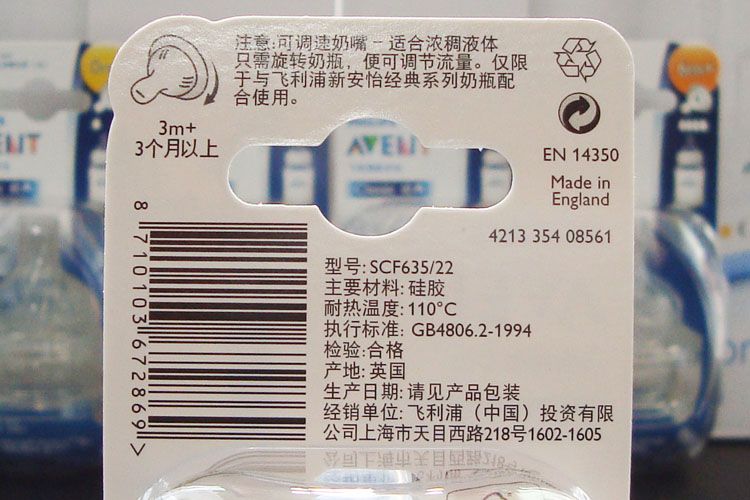 注意:可调速奶嘴 – 适合浓稠液体
只需旋转奶瓶，便可调节流量。仅限
于与飞利浦新安怡经典系列奶瓶配
合使用。
3m+
3个月以上
AVENT
EN 14350
Made in
England
4213 354 08561
8 710103 672869 >
型号: SCF635/22
主要材料: 硅胶
耐热温度: 110°C
执行标准: GB4806.2-1994
检验:合格
产地: 英国
生产日期: 请见产品包装
经销单位: 飞利浦（中国）投资有限
公司上海市天目西路218号1602-1605